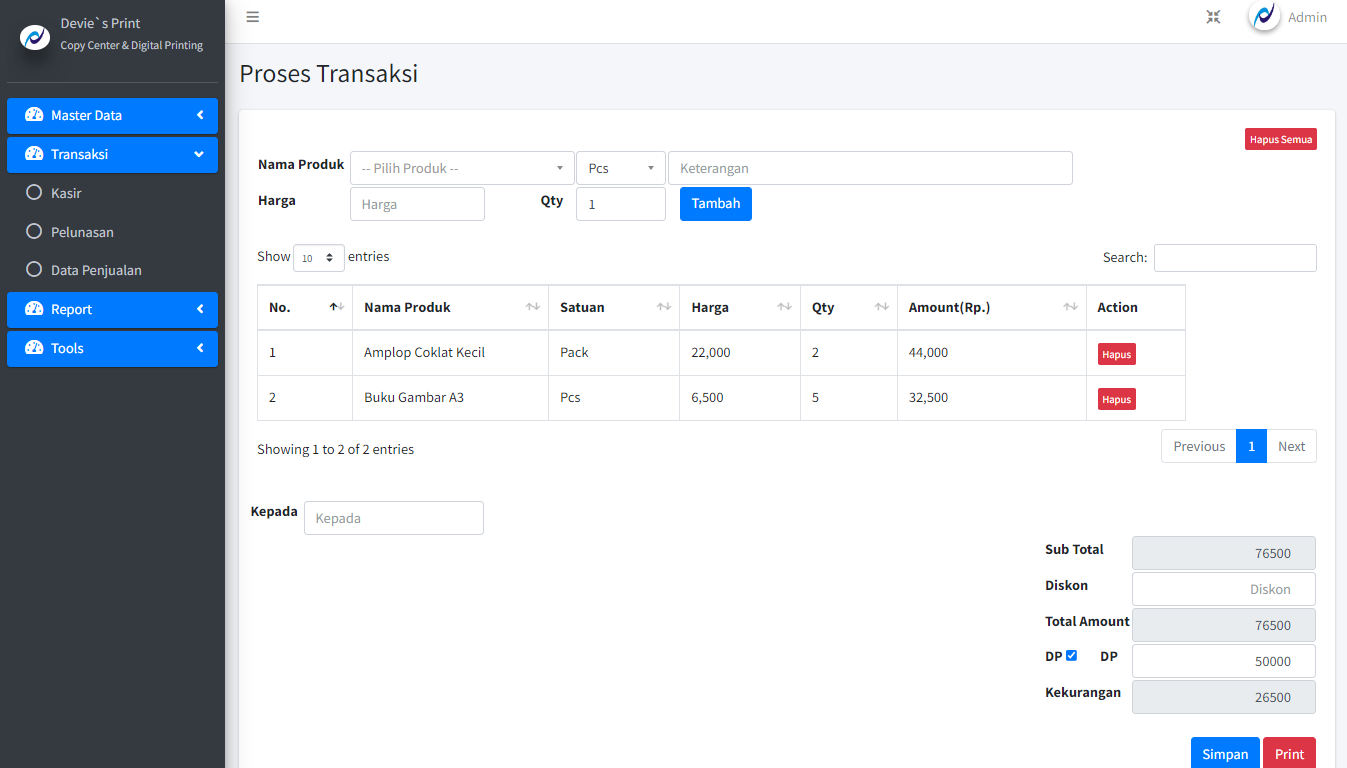 Devie`s Print
Copy Center & Digital Printing
Admin
Master Data
Transaksi
Kasir
Pelunasan
Data Penjualan
Report
Tools
Proses Transaksi
Hapus Semua
Nama Produk -- Pilih Produk -- Pcs Keterangan
Harga Harga Qty 1 Tambah
Show 10 entries Search:
No. Nama Produk Satuan Harga Qty Amount(Rp.) Action
1 Amplop Coklat Kecil Pack 22,000 2 44,000 Hapus
2 Buku Gambar A3 Pcs 6,500 5 32,500 Hapus
Showing 1 to 2 of 2 entries Previous 1 Next
Kepada Kepada
Sub Total 76500
Diskon Diskon
Total Amount 76500
DP DP 50000
Kekurangan 26500
Simpan Print